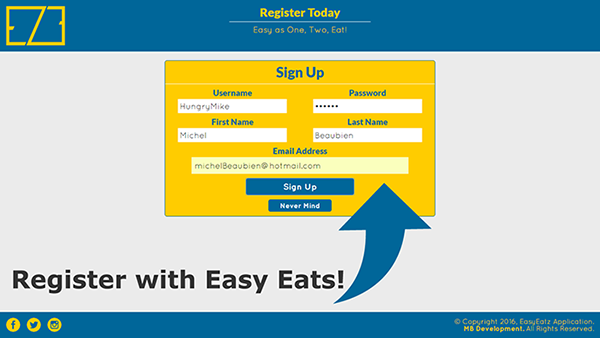 EZE
Register Today
Easy as One, Two, Eat!
Sign Up
Username Password
HungryMike ••••••
First Name Last Name
Michel Beaubien
Email Address
michelBeaubien@hotmail.com
Sign Up
Never Mind
Register with Easy Eats!
© Copyright 2016, EasyEatz Application.
MB Development, All Rights Reserved.